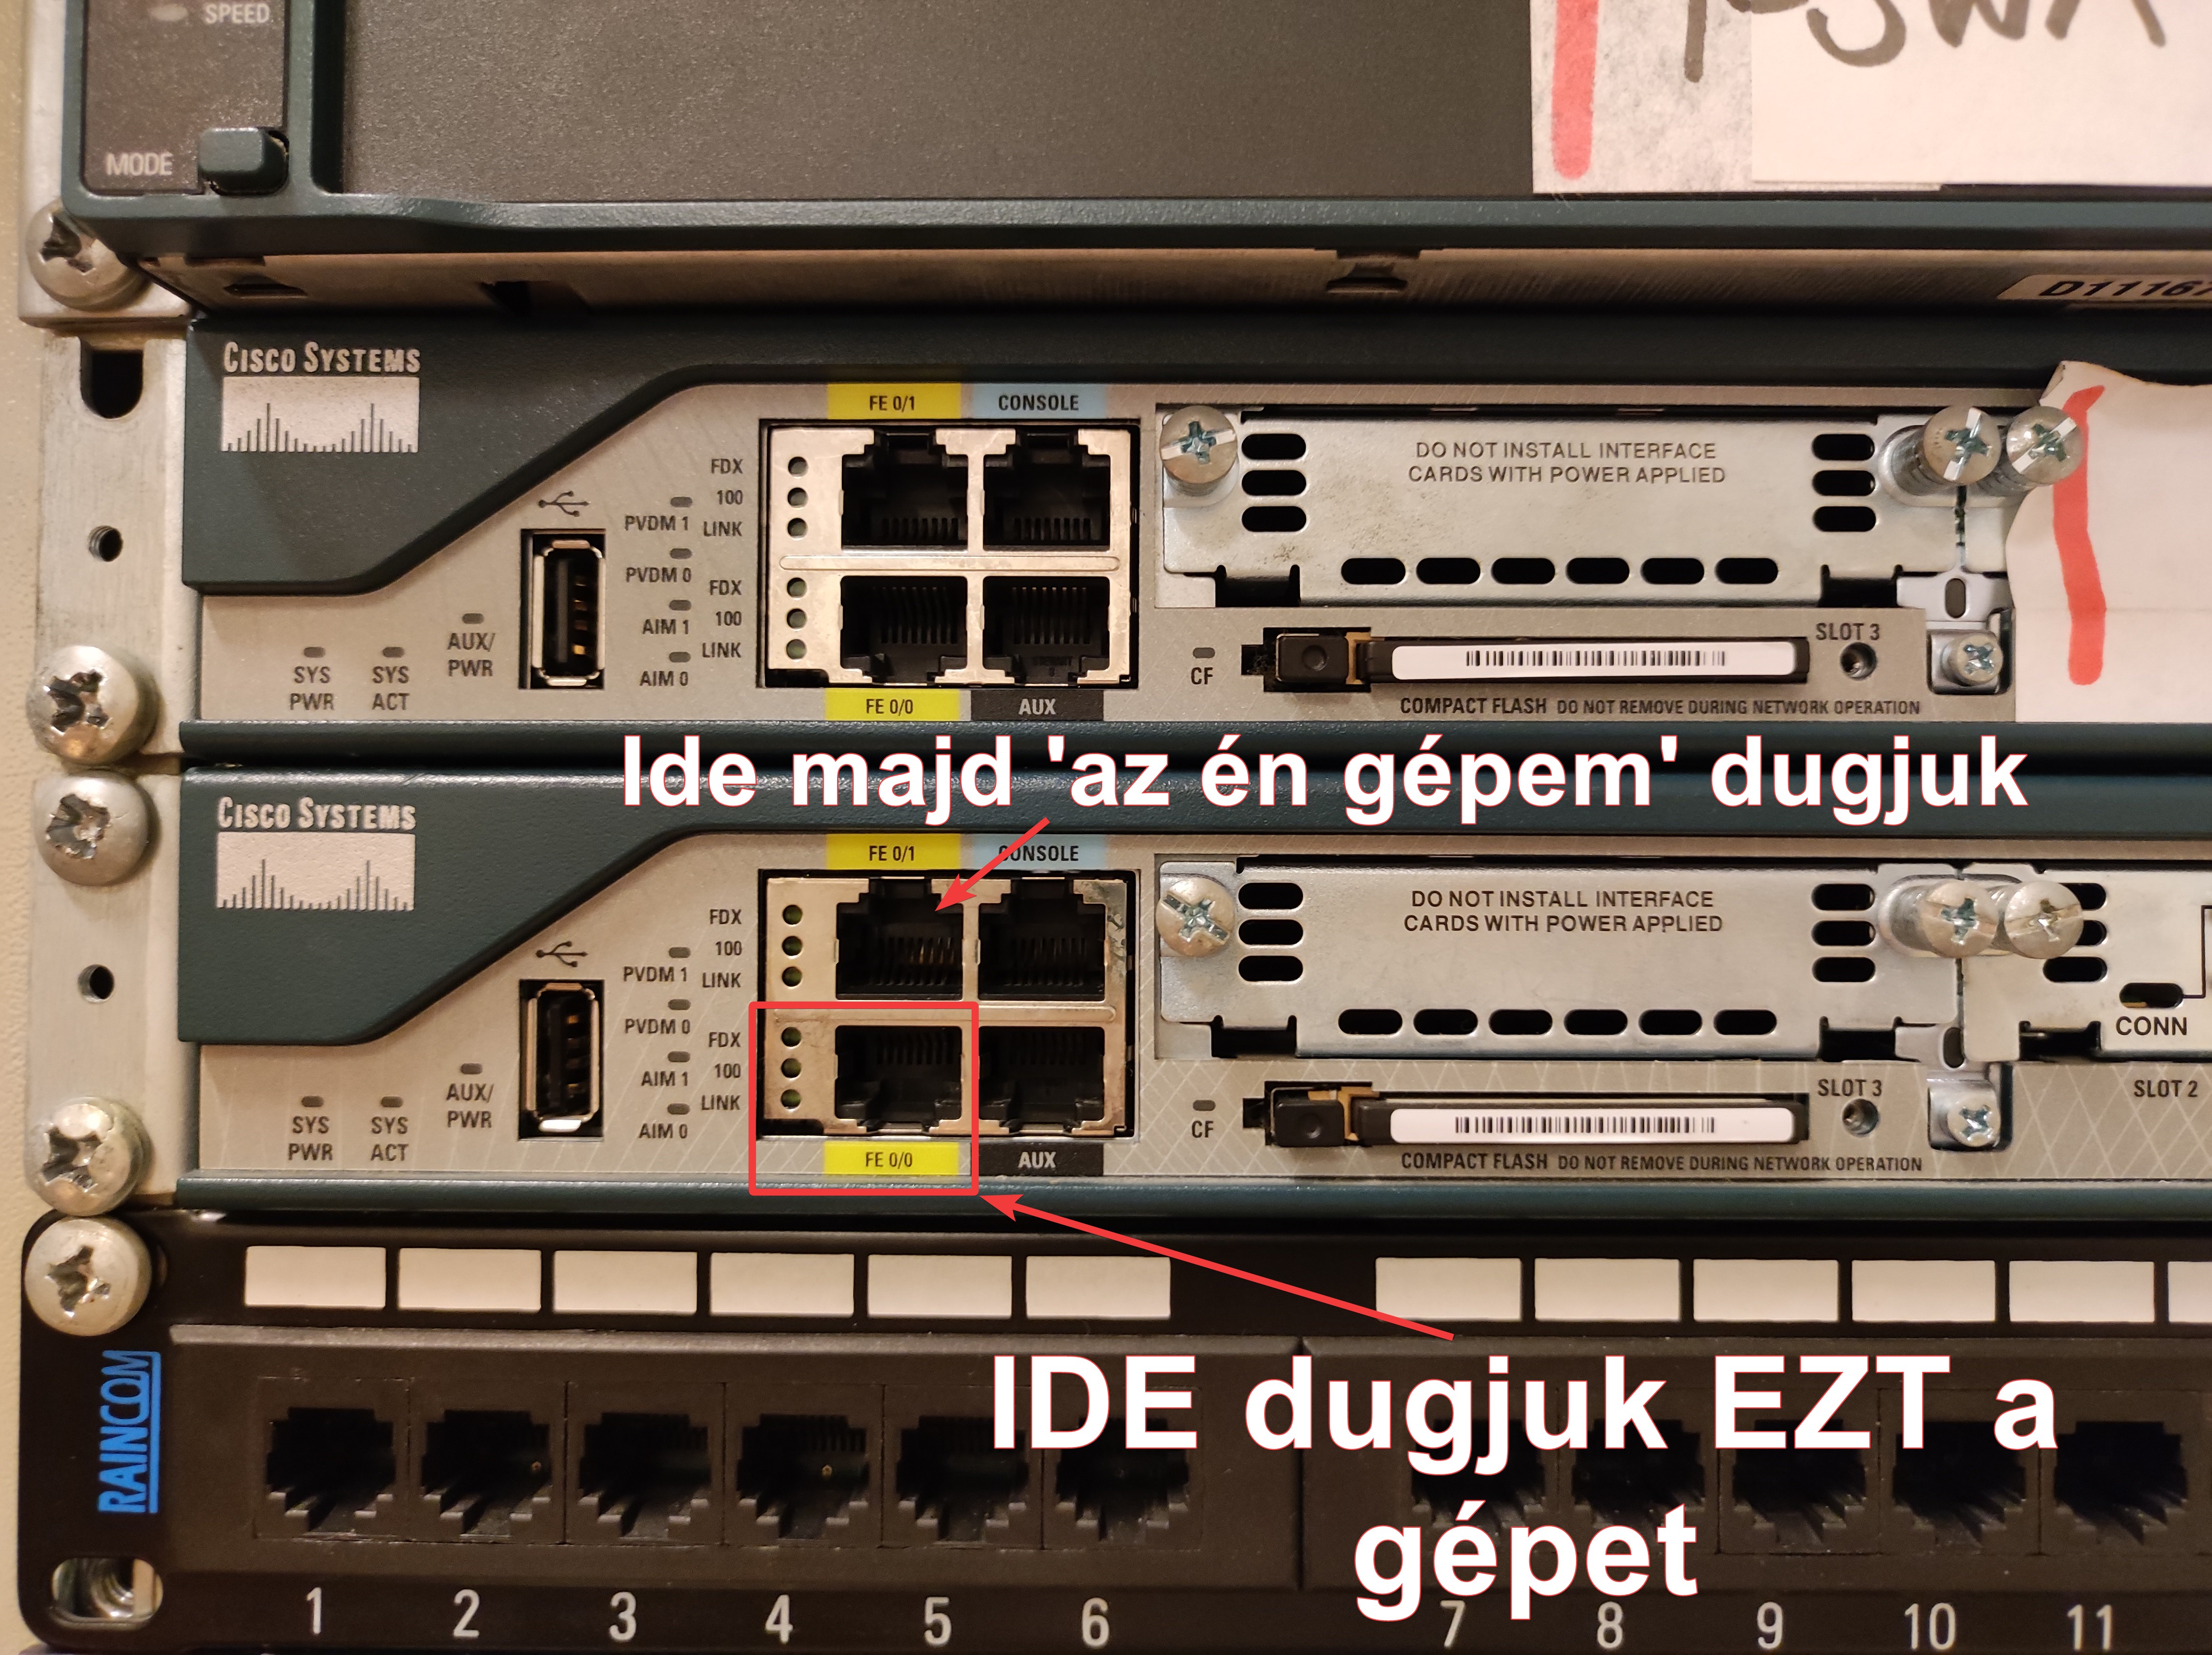 SPEED
MODE
CISCO SYSTEMS
FE 0/1
CONSOLE
FDX
100
LINK
PVDM 1
PVDM 0
FDX
100
LINK
AIM 1
AIM 0
AUX/
PWR
SYS
PWR
SYS
ACT
FE 0/0
AUX
DO NOT INSTALL INTERFACE
CARDS WITH POWER APPLIED
CF
SLOT 3
COMPACT FLASH DO NOT REMOVE DURING NETWORK OPERATION
Ide majd 'az én gépem' dugjuk
CISCO SYSTEMS
FE 0/1
CONSOLE
FDX
100
LINK
PVDM 1
PVDM 0
FDX
100
LINK
AIM 1
AIM 0
AUX/
PWR
SYS
PWR
SYS
ACT
FE 0/0
AUX
DO NOT INSTALL INTERFACE
CARDS WITH POWER APPLIED
CONN
CF
SLOT 3
SLOT 2
COMPACT FLASH DO NOT REMOVE DURING NETWORK OPERATION
IDE dugjuk EZT a
gépet
RAINCOM
1 2 3 4 5 6 7 8 9 10 11